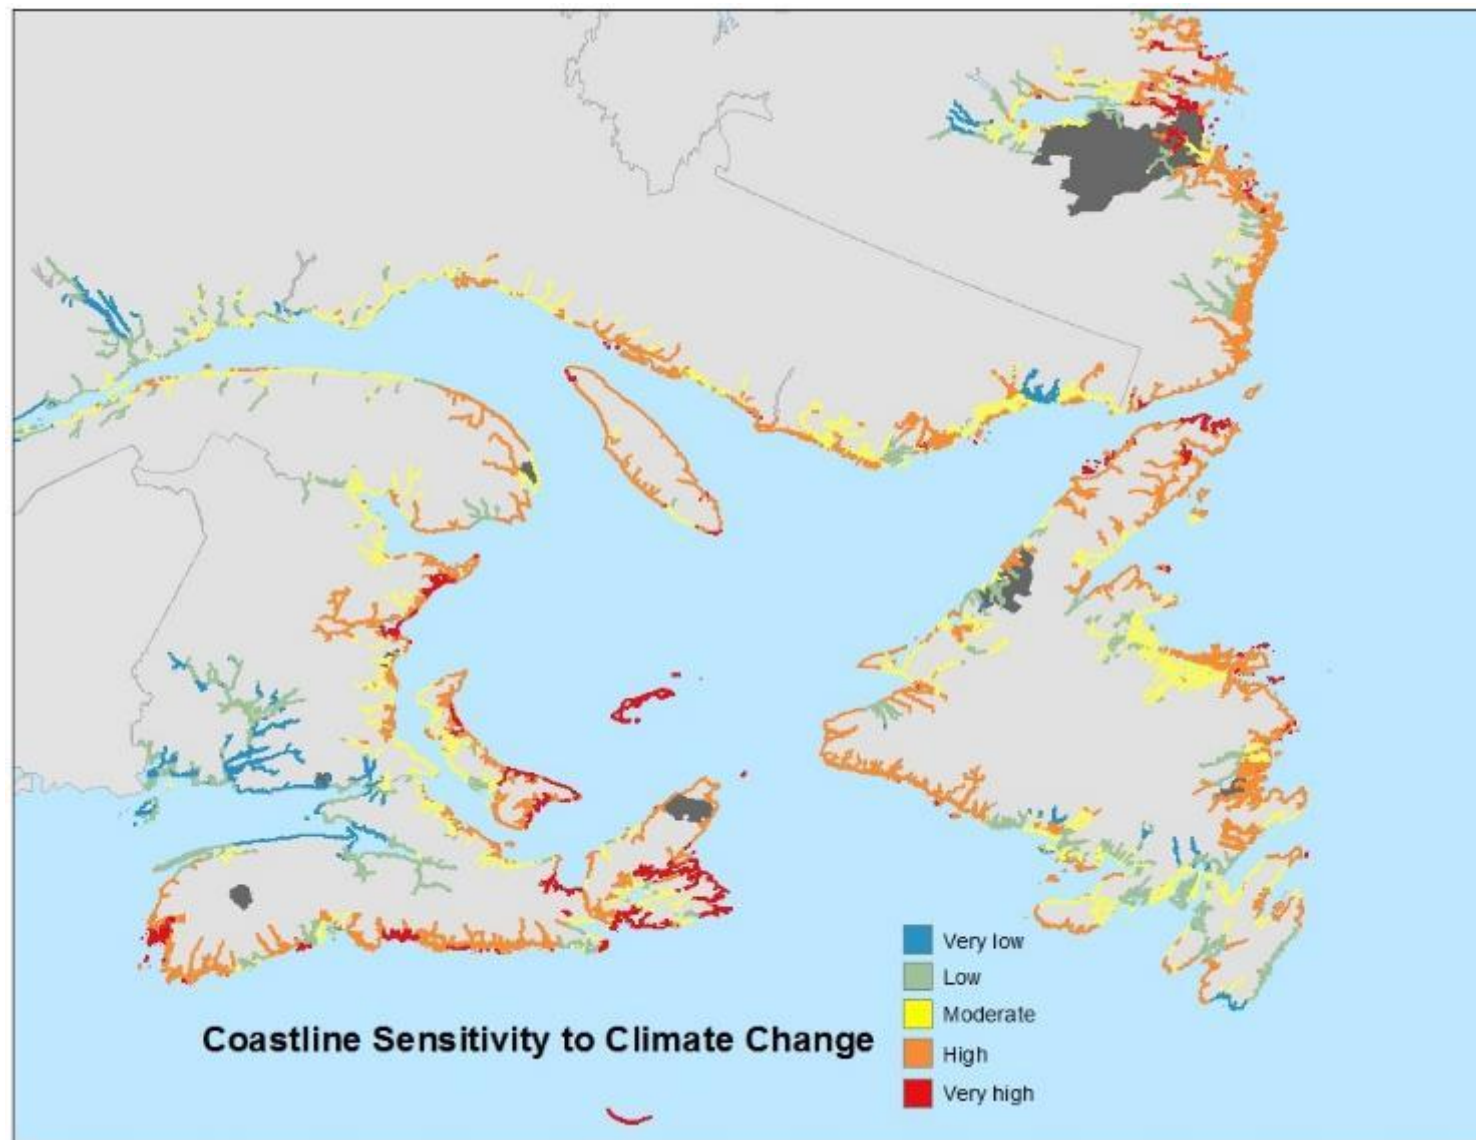 Very low
Low
Moderate
Coastline Sensitivity to Climate Change
High
Very high